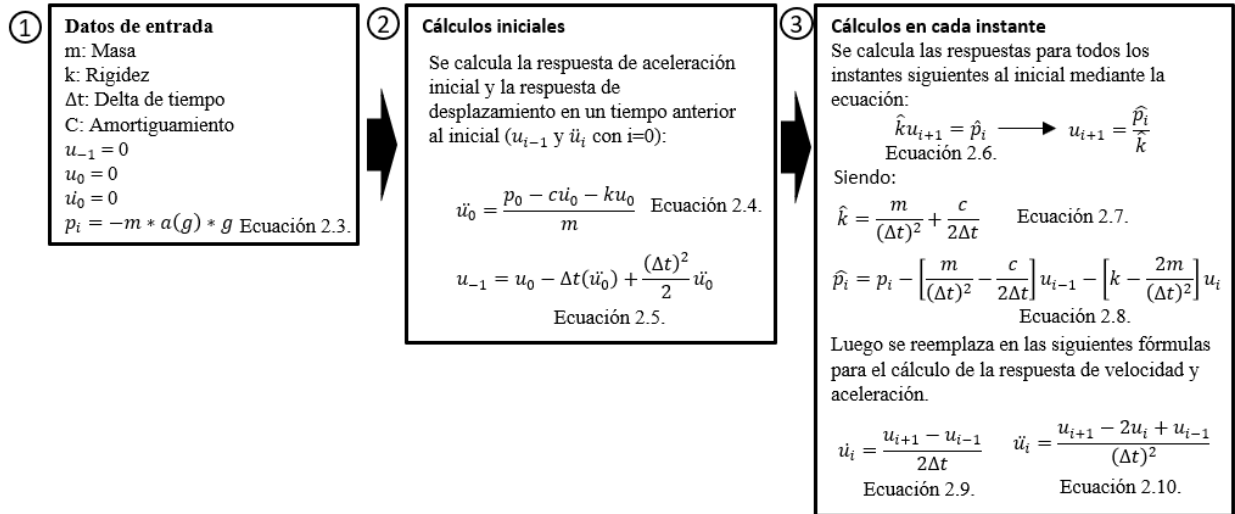 ①
Datos de entrada
m: Masa
k: Rigidez
Δt: Delta de tiempo
C: Amortiguamiento
u₋₁ = 0
u₀ = 0
u̇₀ = 0
pᵢ = −m * a(g) * g Ecuación 2.3.
②
Cálculos iniciales
Se calcula la respuesta de aceleración
inicial y la respuesta de
desplazamiento en un tiempo anterior
al inicial (uᵢ₋₁ y üᵢ con i=0):
ü₀ = (p₀ − cu̇₀ − ku₀) / m Ecuación 2.4.
u₋₁ = u₀ − Δt(ü₀) + (Δt)²/2 ü₀
Ecuación 2.5.
③
Cálculos en cada instante
Se calcula las respuestas para todos los
instantes siguientes al inicial mediante la
ecuación:
k̂uᵢ₊₁ = p̂ᵢ ⟶ uᵢ₊₁ = p̂ᵢ / k̂
Ecuación 2.6.
Siendo:
k̂ = m/(Δt)² + c/2Δt Ecuación 2.7.
p̂ᵢ = pᵢ − [m/(Δt)² − c/2Δt] uᵢ₋₁ − [k − 2m/(Δt)²] uᵢ
Ecuación 2.8.
Luego se reemplaza en las siguientes fórmulas
para el cálculo de la respuesta de velocidad y
aceleración.
u̇ᵢ = (uᵢ₊₁ − uᵢ₋₁) / 2Δt üᵢ = (uᵢ₊₁ − 2uᵢ + uᵢ₋₁) / (Δt)²
Ecuación 2.9. Ecuación 2.10.